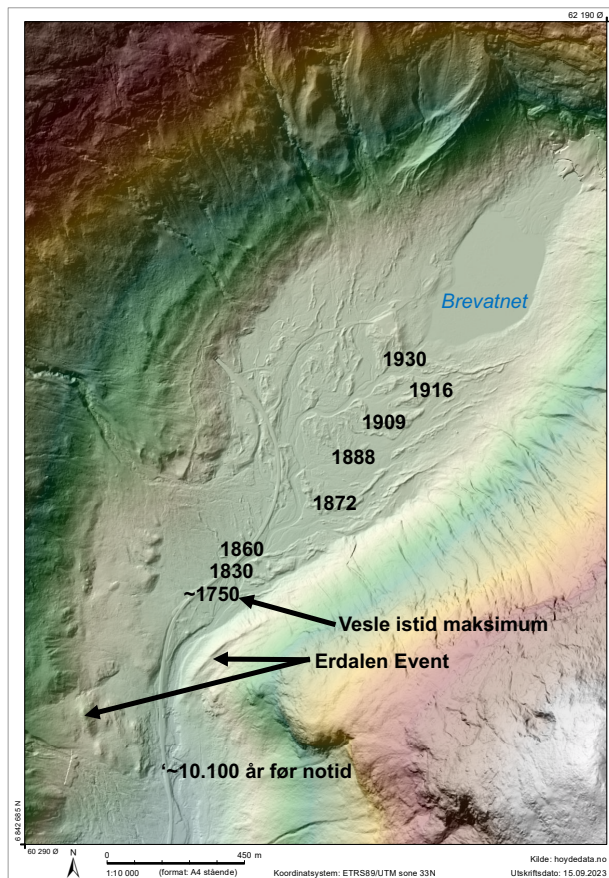 62 190 Ø
Brevatnet
1930
1916
1909
1888
1872
1860
1830
~1750
Vesle istid maksimum
Erdalen Event
‘~10.100 år før notid
6 842 685 N
60 290 Ø
N
0 450 m
1:10 000 (format: A4 stående) Koordinatsystem: ETRS89/UTM sone 33N
Kilde: hoydedata.no
Utskriftsdato: 15.09.2023